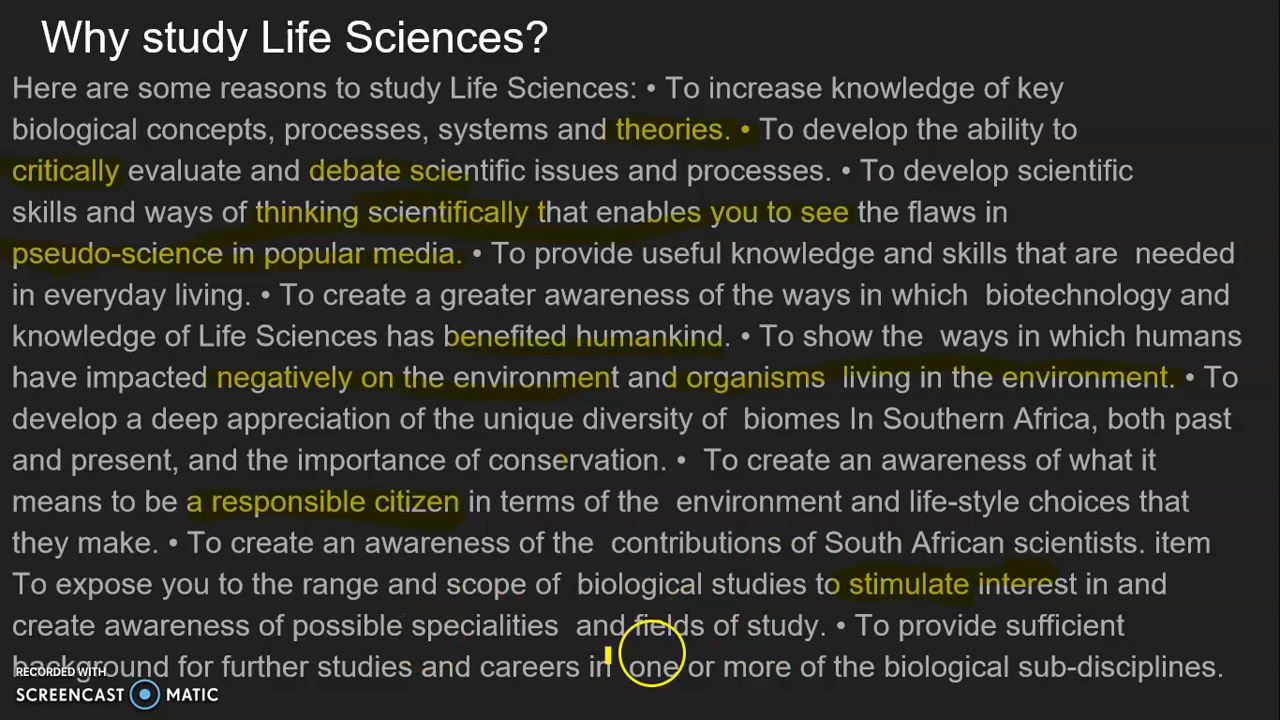 Why study Life Sciences?
Here are some reasons to study Life Sciences: • To increase knowledge of key
biological concepts, processes, systems and theories. • To develop the ability to
critically evaluate and debate scientific issues and processes. • To develop scientific
skills and ways of thinking scientifically that enables you to see the flaws in
pseudo-science in popular media. • To provide useful knowledge and skills that are needed
in everyday living. • To create a greater awareness of the ways in which biotechnology and
knowledge of Life Sciences has benefited humankind. • To show the ways in which humans
have impacted negatively on the environment and organisms living in the environment. • To
develop a deep appreciation of the unique diversity of biomes In Southern Africa, both past
and present, and the importance of conservation. • To create an awareness of what it
means to be a responsible citizen in terms of the environment and life-style choices that
they make. • To create an awareness of the contributions of South African scientists. item
To expose you to the range and scope of biological studies to stimulate interest in and
create awareness of possible specialities and fields of study. • To provide sufficient
background for further studies and careers in one or more of the biological sub-disciplines.
RECORDED WITH
SCREENCAST MATIC